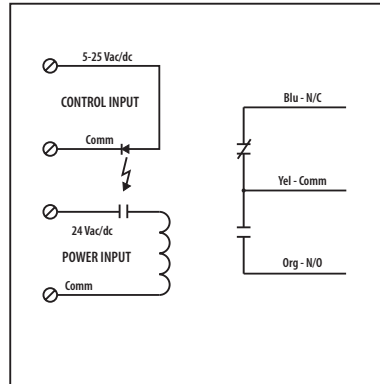 5-25 Vac/dc
CONTROL INPUT
Comm
24 Vac/dc
POWER INPUT
Comm
Blu - N/C
Yel - Comm
Org - N/O